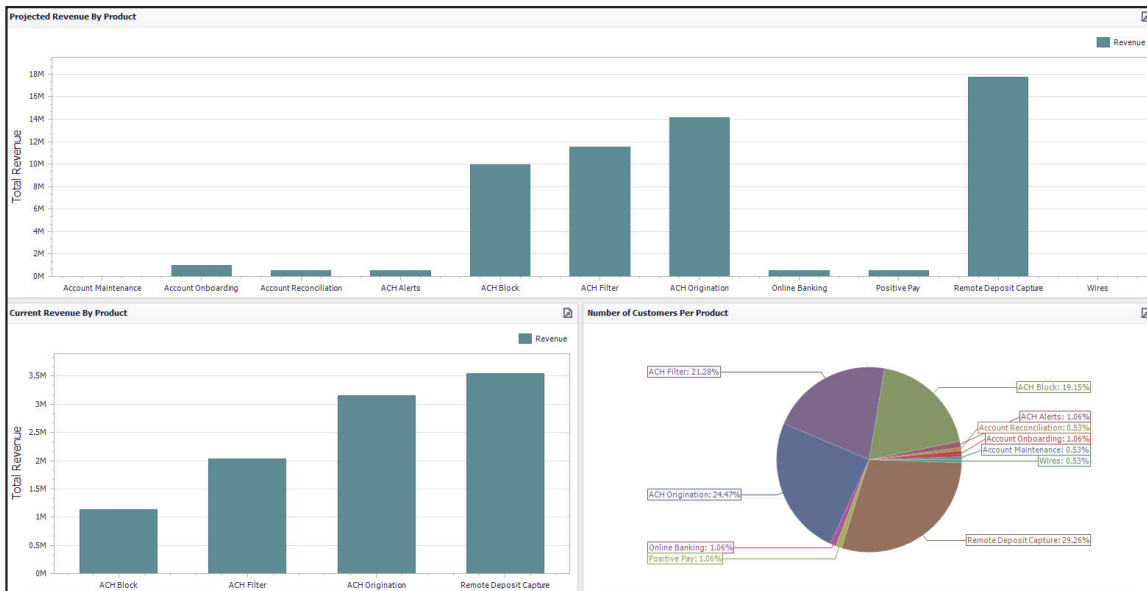 Projected Revenue By Product
Revenue
Total Revenue
18M
16M
14M
12M
10M
8M
6M
4M
2M
0M
Account Maintenance
Account Onboarding
Account Reconciliation
ACH Alerts
ACH Block
ACH Filter
ACH Origination
Online Banking
Positive Pay
Remote Deposit Capture
Wires
Current Revenue By Product
Revenue
Total Revenue
3.5M
3M
2.5M
2M
1.5M
1M
0.5M
0M
ACH Block
ACH Filter
ACH Origination
Remote Deposit Capture
Number of Customers Per Product
ACH Filter: 21.28%
ACH Block: 19.15%
ACH Alerts: 1.06%
Account Reconciliation: 0.53%
Account Onboarding: 1.06%
Account Maintenance: 0.53%
Wires: 0.53%
ACH Origination: 24.47%
Remote Deposit Capture: 29.26%
Online Banking: 1.06%
Positive Pay: 1.06%